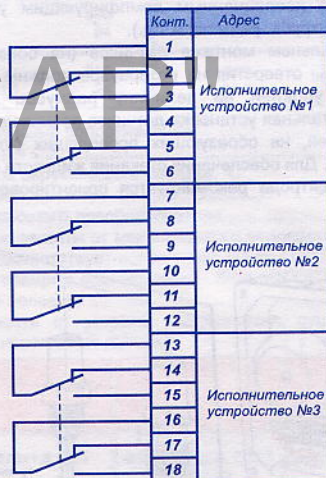 Конт. Адрес
1
2
3
4
5
6
Исполнительное
устройство №1
7
8
9
10
11
12
Исполнительное
устройство №2
13
14
15
16
17
18
Исполнительное
устройство №3
АР"